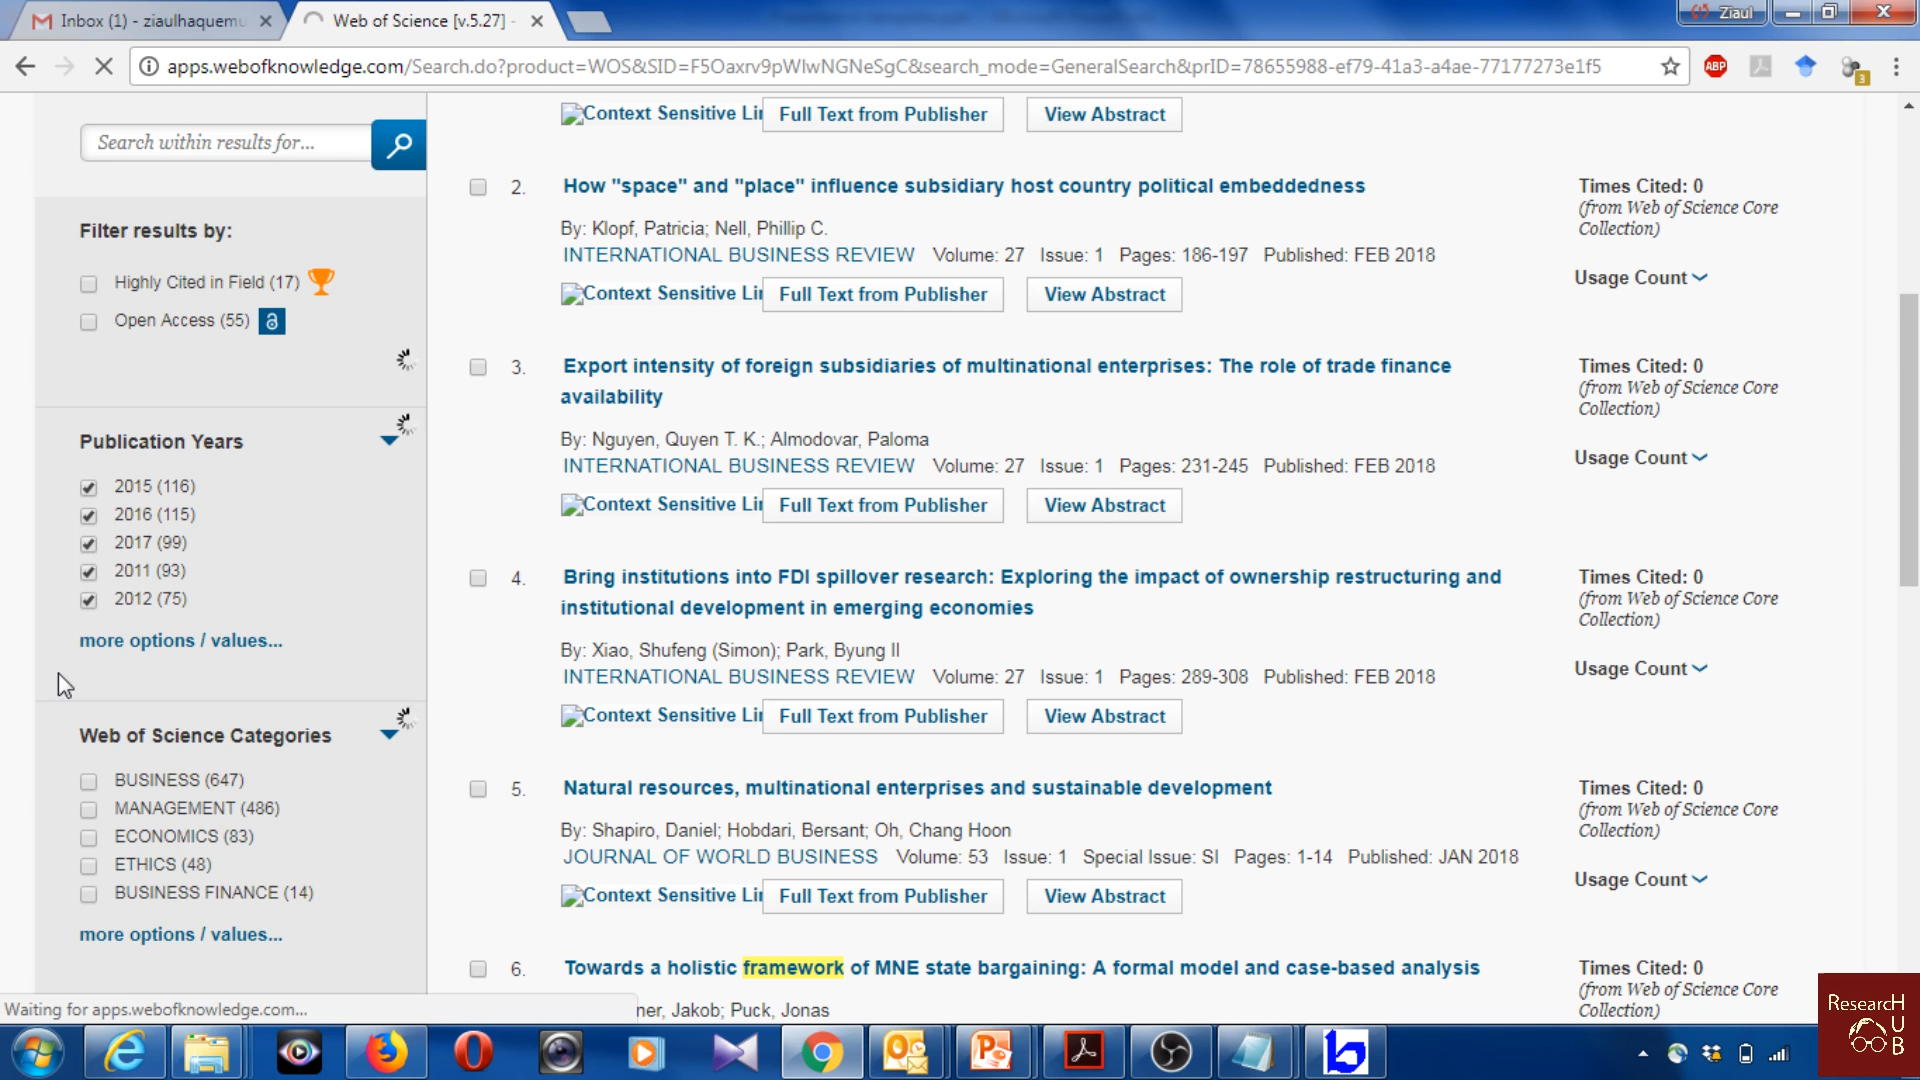 Inbox (1) - ziaulhaquemu
Web of Science [v.5.27] -
Ziaul
apps.webofknowledge.com/Search.do?product=WOS&SID=F5Oaxrv9pWlwNGNeSgC&search_mode=GeneralSearch&prID=78655988-ef79-41a3-a4ae-77177273e1f5
ABP
3
Search within results for...
Filter results by:
Highly Cited in Field (17)
Open Access (55)
Publication Years
2015 (116)
2016 (115)
2017 (99)
2011 (93)
2012 (75)
more options / values...
Web of Science Categories
BUSINESS (647)
MANAGEMENT (486)
ECONOMICS (83)
ETHICS (48)
BUSINESS FINANCE (14)
more options / values...
Context Sensitive Lin Full Text from Publisher View Abstract
2. How "space" and "place" influence subsidiary host country political embeddedness
By: Klopf, Patricia; Nell, Phillip C.
INTERNATIONAL BUSINESS REVIEW Volume: 27 Issue: 1 Pages: 186-197 Published: FEB 2018
Context Sensitive Lin Full Text from Publisher View Abstract
Times Cited: 0
(from Web of Science Core
Collection)
Usage Count
3. Export intensity of foreign subsidiaries of multinational enterprises: The role of trade finance
availability
By: Nguyen, Quyen T. K.; Almodovar, Paloma
INTERNATIONAL BUSINESS REVIEW Volume: 27 Issue: 1 Pages: 231-245 Published: FEB 2018
Context Sensitive Lin Full Text from Publisher View Abstract
Times Cited: 0
(from Web of Science Core
Collection)
Usage Count
4. Bring institutions into FDI spillover research: Exploring the impact of ownership restructuring and
institutional development in emerging economies
By: Xiao, Shufeng (Simon); Park, Byung Il
INTERNATIONAL BUSINESS REVIEW Volume: 27 Issue: 1 Pages: 289-308 Published: FEB 2018
Context Sensitive Lin Full Text from Publisher View Abstract
Times Cited: 0
(from Web of Science Core
Collection)
Usage Count
5. Natural resources, multinational enterprises and sustainable development
By: Shapiro, Daniel; Hobdari, Bersant; Oh, Chang Hoon
JOURNAL OF WORLD BUSINESS Volume: 53 Issue: 1 Special Issue: SI Pages: 1-14 Published: JAN 2018
Context Sensitive Lin Full Text from Publisher View Abstract
Times Cited: 0
(from Web of Science Core
Collection)
Usage Count
6. Towards a holistic framework of MNE state bargaining: A formal model and case-based analysis
ner, Jakob; Puck, Jonas
Times Cited: 0
(from Web of Science Core
Collection)
Waiting for apps.webofknowledge.com...
ResearcH
U
B